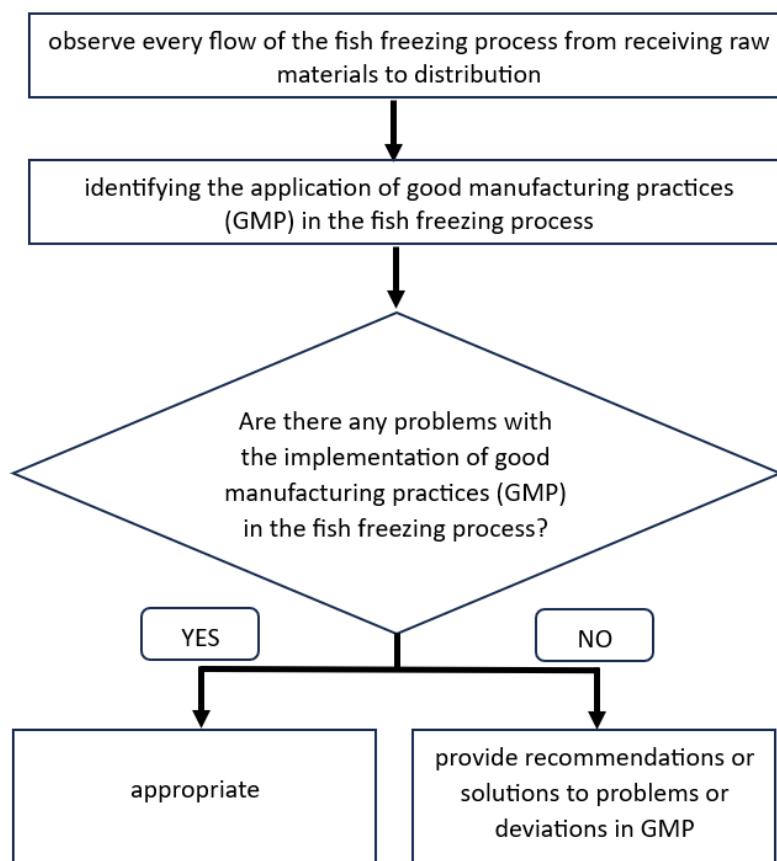 observe every flow of the fish freezing process from receiving raw
materials to distribution
identifying the application of good manufacturing practices
(GMP) in the fish freezing process
Are there any problems with
the implementation of good
manufacturing practices (GMP)
in the fish freezing process?
YES
NO
appropriate
provide recommendations or
solutions to problems or
deviations in GMP